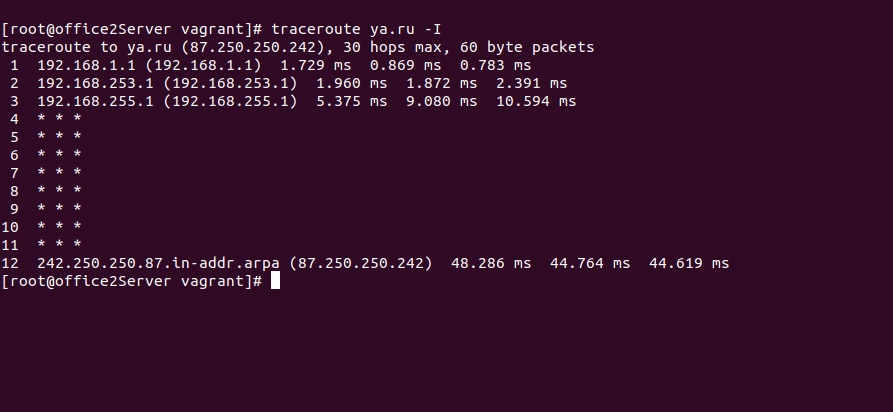 [root@office2Server vagrant]# traceroute ya.ru -I
traceroute to ya.ru (87.250.250.242), 30 hops max, 60 byte packets
 1  192.168.1.1 (192.168.1.1)  1.729 ms  0.869 ms  0.783 ms
 2  192.168.253.1 (192.168.253.1)  1.960 ms  1.872 ms  2.391 ms
 3  192.168.255.1 (192.168.255.1)  5.375 ms  9.080 ms  10.594 ms
 4  * * *
 5  * * *
 6  * * *
 7  * * *
 8  * * *
 9  * * *
10  * * *
11  * * *
12  242.250.250.87.in-addr.arpa (87.250.250.242)  48.286 ms  44.764 ms  44.619 ms
[root@office2Server vagrant]#